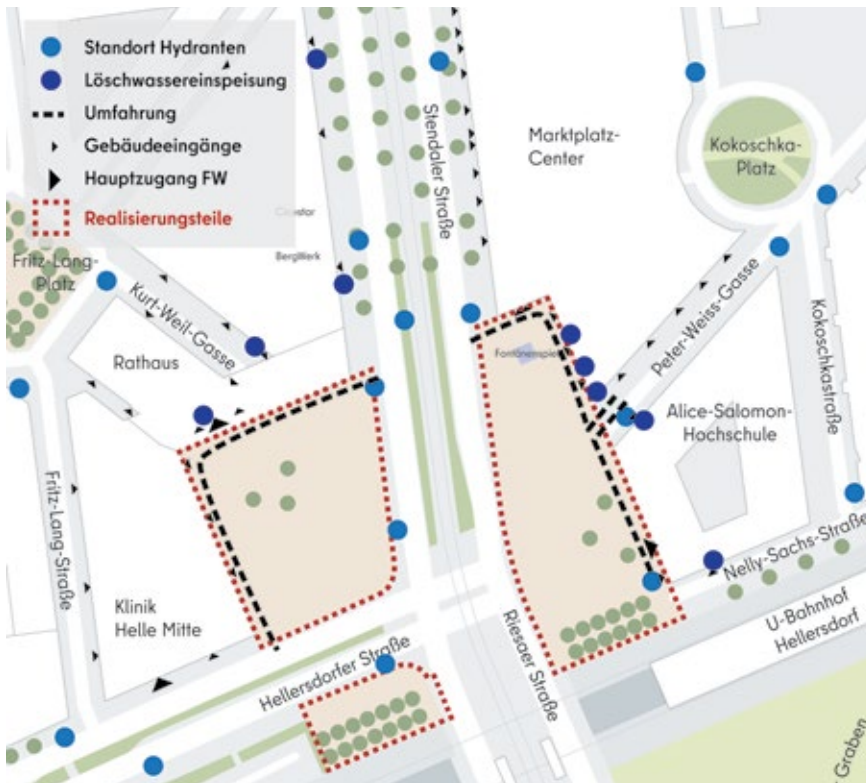 Standort Hydranten
Löschwassereinspeisung
Umfahrung
Gebäudeeingänge
Hauptzugang FW
Realisierungsteile
Stendaler Straße
Marktplatz-
Center
Kokoschka-
Platz
Fritz-Lang-
Platz
BergWerk
Kurt-Weil-Gasse
Rathaus
Peter-Weiss-Gasse
Kokoschkastraße
Alice-Salomon-
Hochschule
Fritz-Lang-Straße
Klinik
Helle Mitte
Nelly-Sachs-Straße
U-Bahnhof
Hellersdorf
Hellersdorfer Straße
Riesaer Straße
Graben